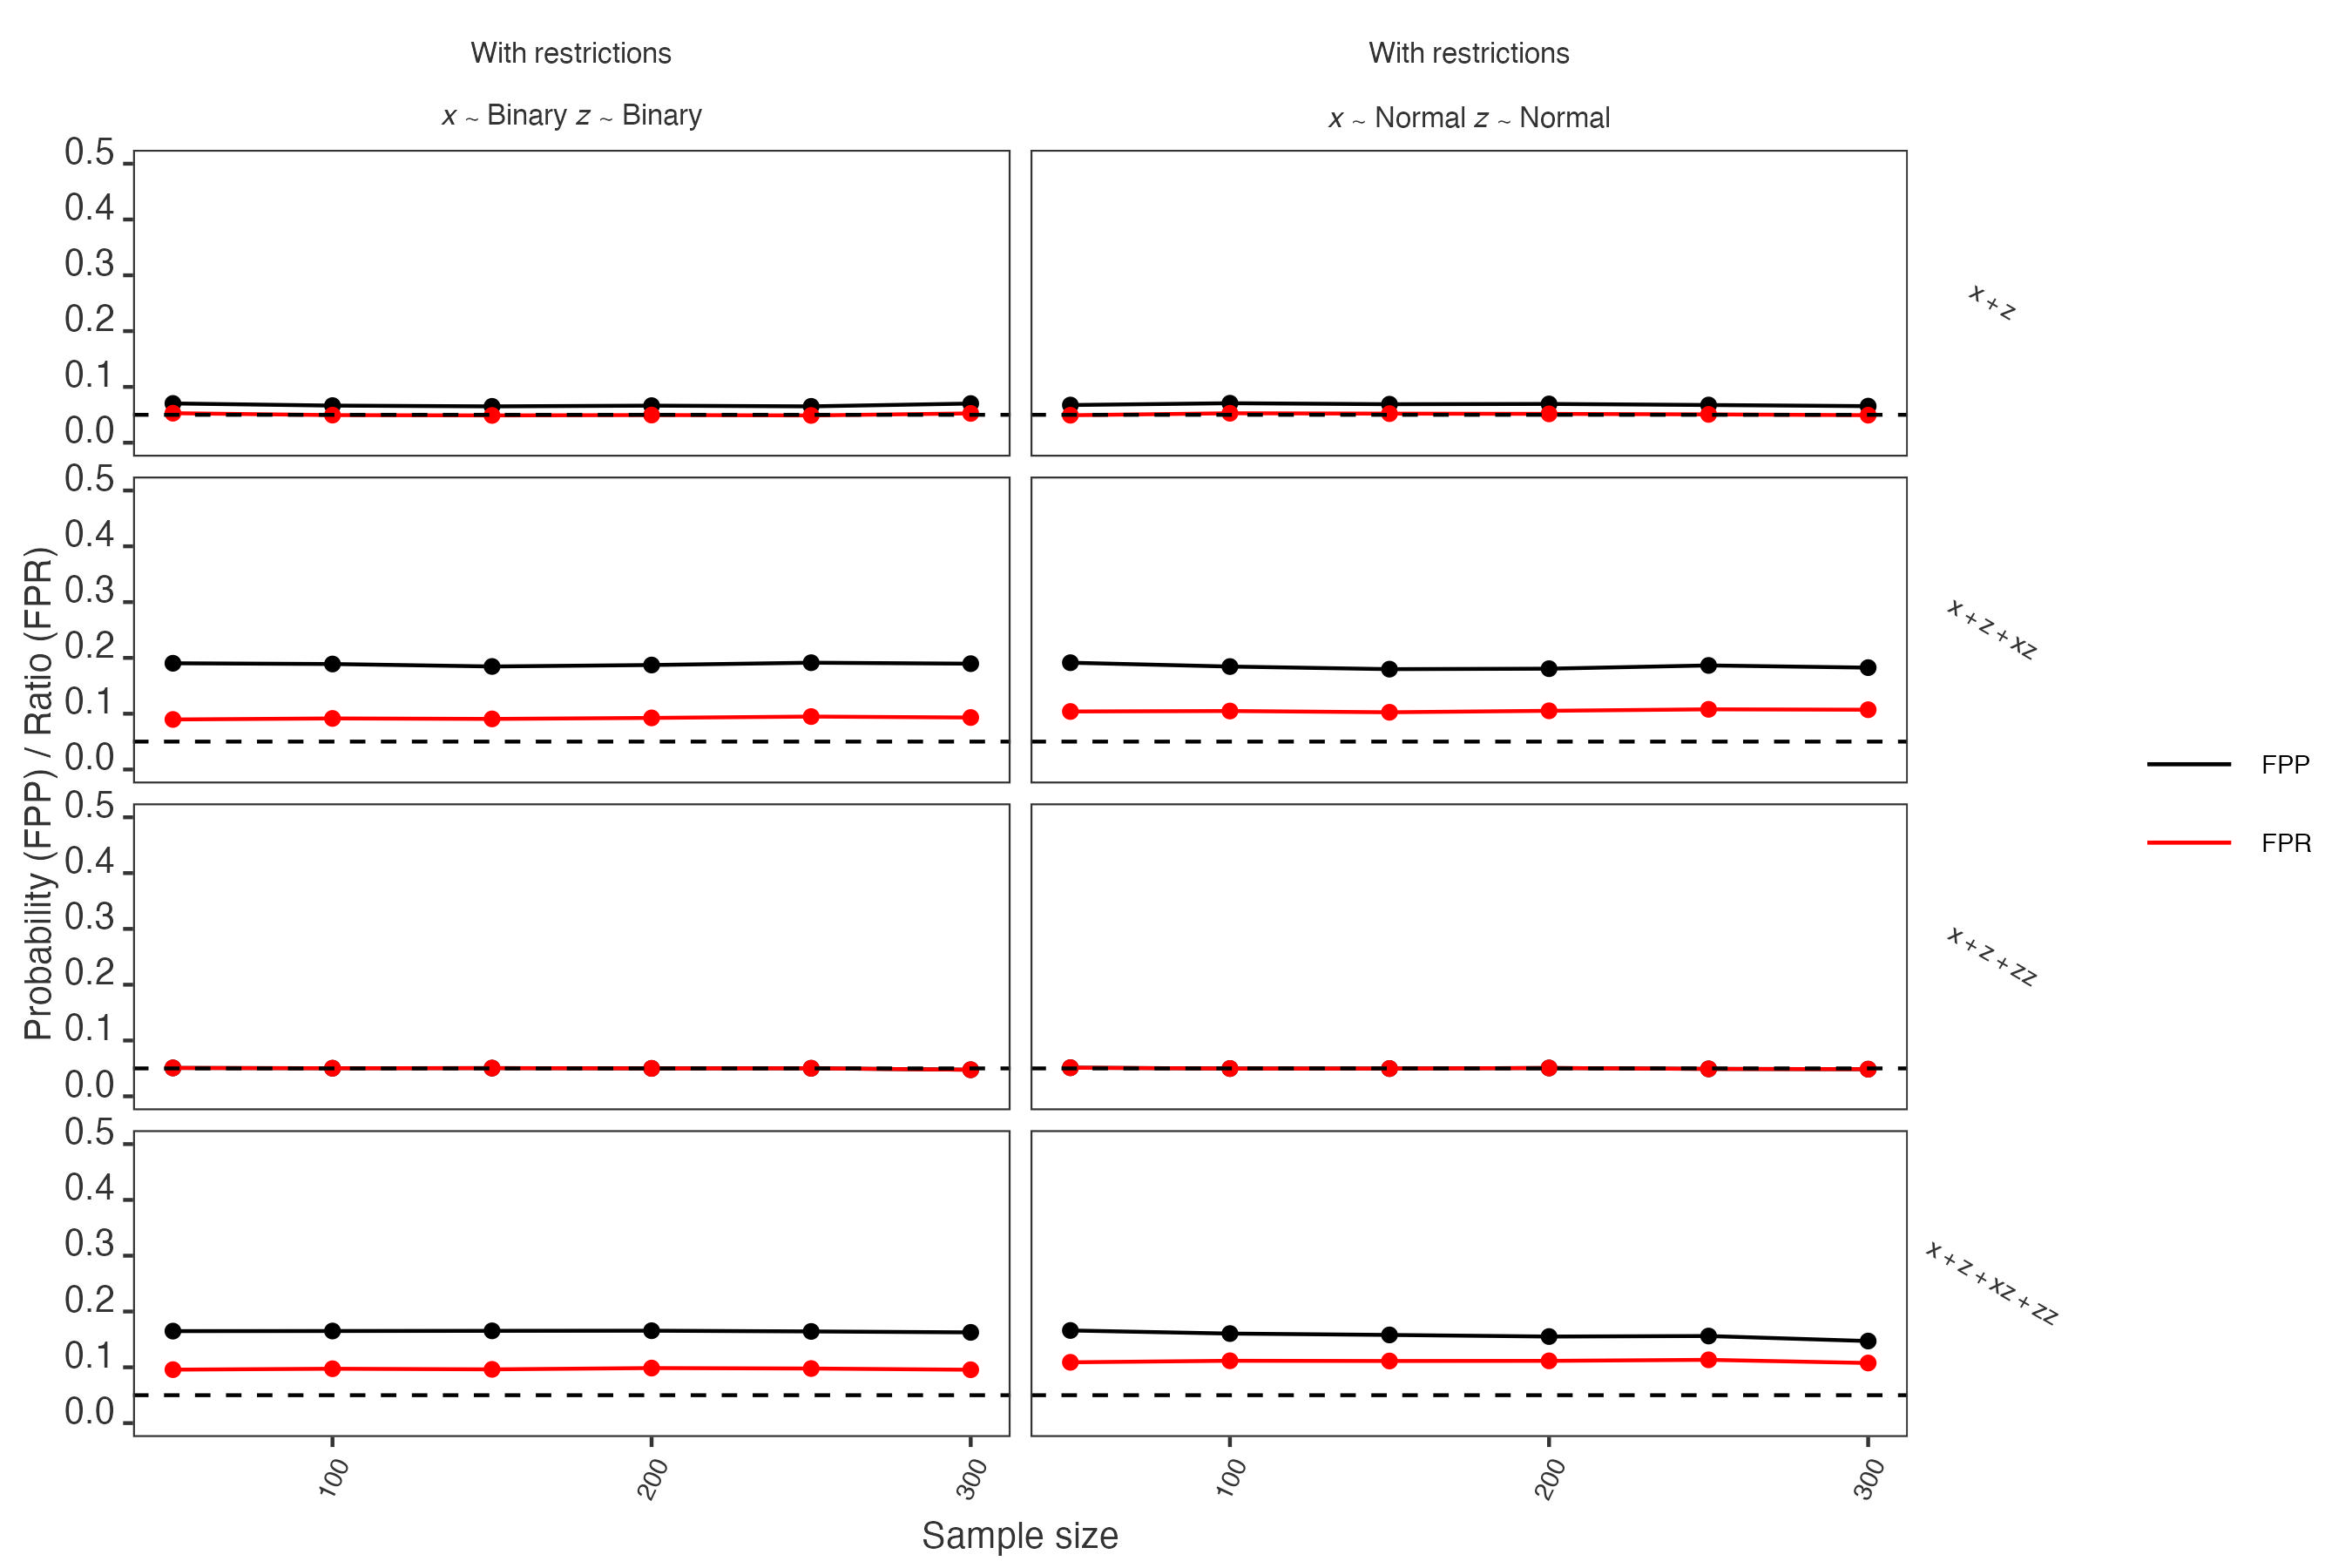 With restrictions
With restrictions
x ~ Binary z ~ Binary
x ~ Normal z ~ Normal
0.5
0.4
0.3
0.2
0.1
0.0
x + z
0.5
0.4
0.3
0.2
0.1
0.0
x + z + xz
0.5
0.4
0.3
0.2
0.1
0.0
x + z + zz
0.5
0.4
0.3
0.2
0.1
0.0
x + z + xz + zz
Probability (FPP) / Ratio (FPR)
100
200
300
100
200
300
Sample size
FPP
FPR